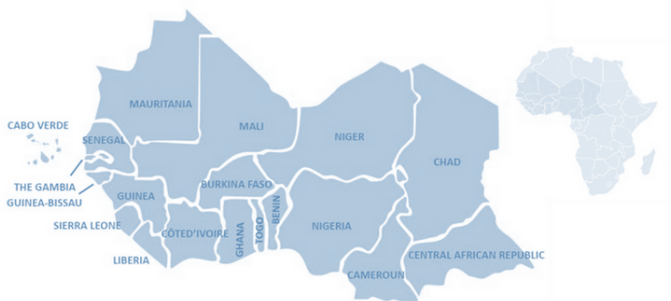 MAURITANIA
MALI
NIGER
CHAD
CABO VERDE
SENEGAL
THE GAMBIA
GUINEA-BISSAU
GUINEA
SIERRA LEONE
LIBERIA
CÔTED'IVOIRE
BURKINA FASO
GHANA
TOGO
BENIN
NIGERIA
CAMEROUN
CENTRAL AFRICAN REPUBLIC